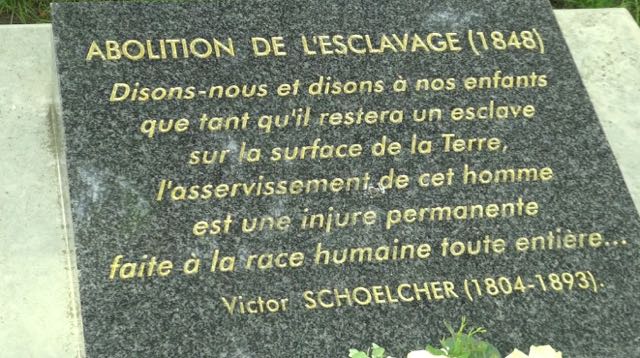 ABOLITION DE L'ESCLAVAGE (1848)
Disons-nous et disons à nos enfants
que tant qu'il restera un esclave
sur la surface de la Terre,
l'asservissement de cet homme
est une injure permanente
faite à la race humaine toute entière...
Victor SCHOELCHER (1804-1893).